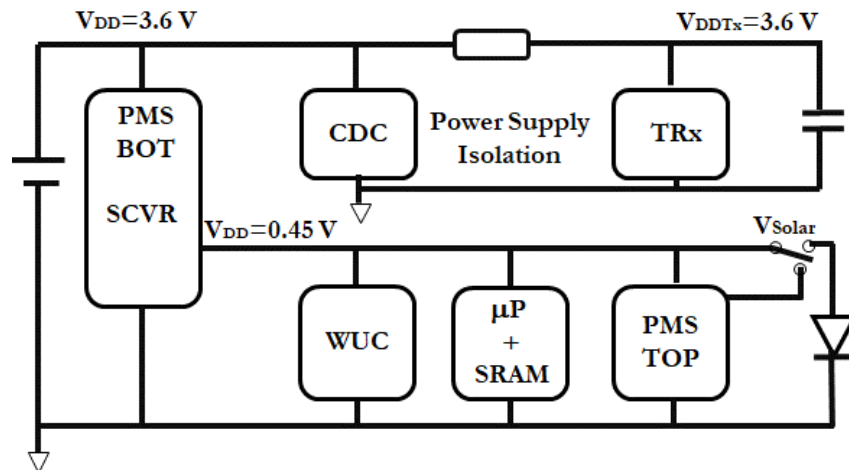 VDD=3.6 V
VDDTx=3.6 V
PMS
BOT
SCVR
CDC
Power Supply
Isolation
TRx
VDD=0.45 V
VSolar
WUC
μP
+
SRAM
PMS
TOP